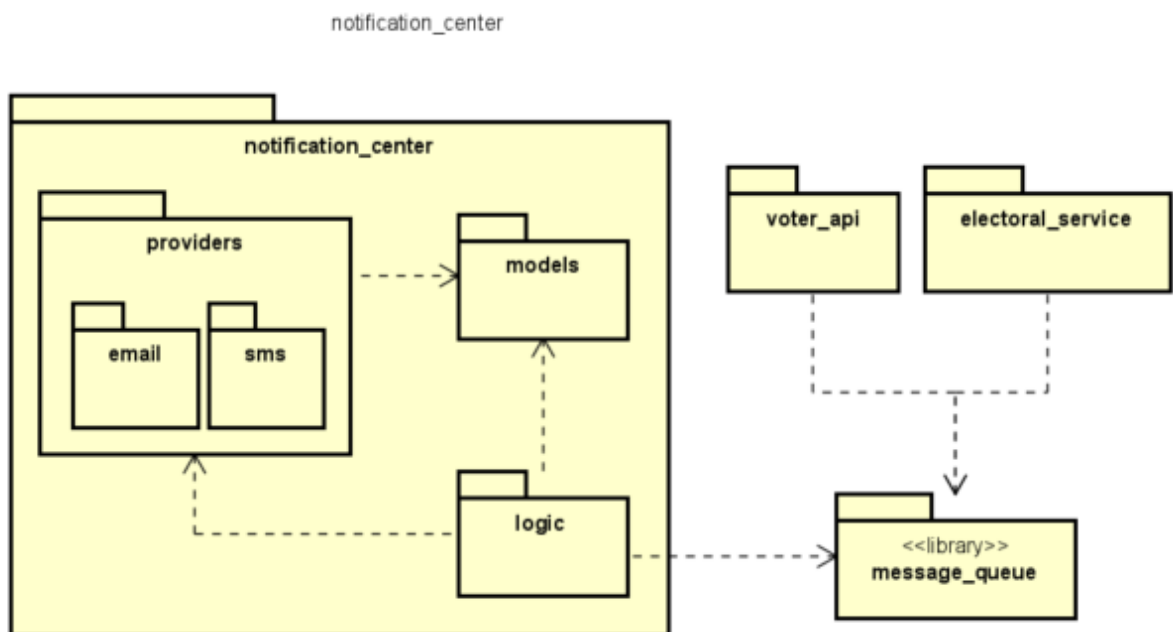 notification_center
notification_center
providers
email
sms
models
logic
voter_api
electoral_service
<<library>>
message_queue